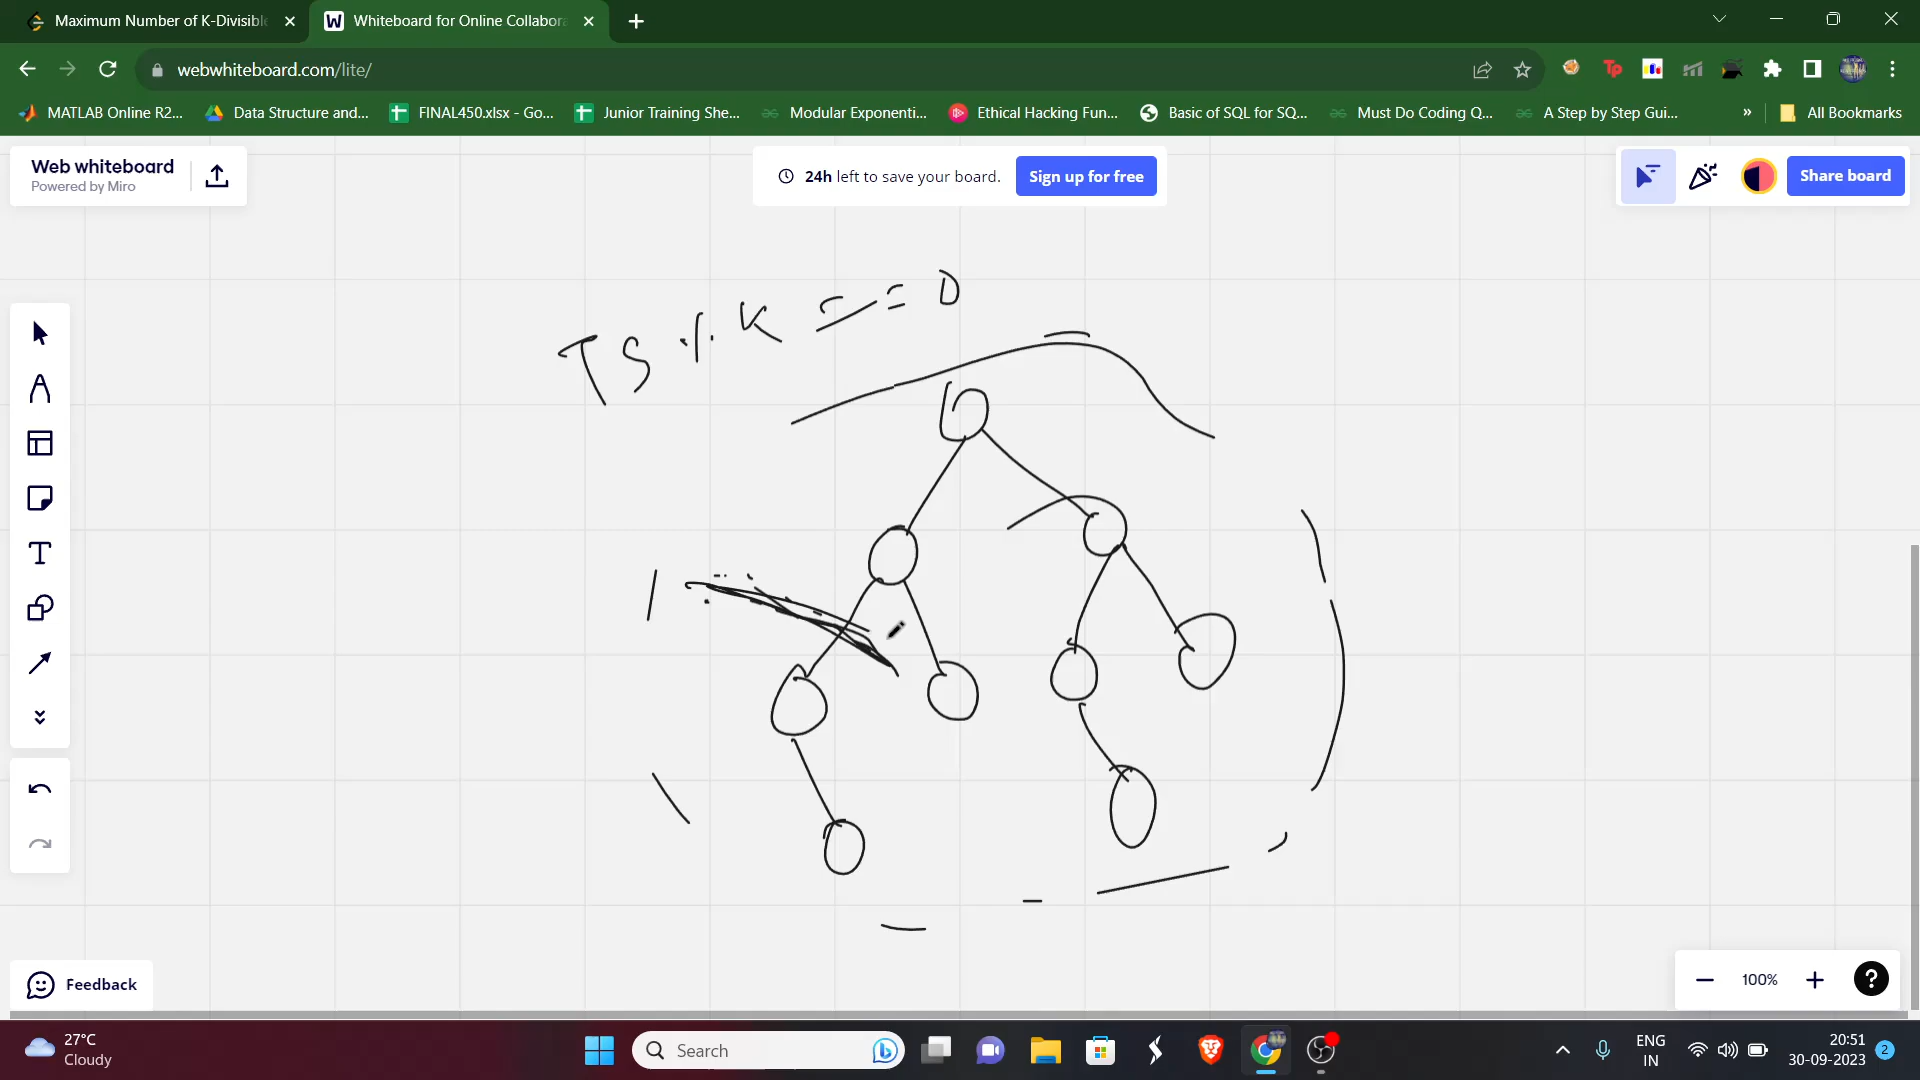 Maximum Number of K-Divisible
Whiteboard for Online Collabora
webwhiteboard.com/lite/
MATLAB Online R2...
Data Structure and...
FINAL450.xlsx - Go...
Junior Training She...
Modular Exponenti...
Ethical Hacking Fun...
Basic of SQL for SQ...
Must Do Coding Q...
A Step by Step Gui...
»
All Bookmarks
Web whiteboard
Powered by Miro
24h left to save your board.
Sign up for free
Share board
TS % K == 0
Feedback
100%
?
27°C
Cloudy
Search
ENG
IN
20:51
30-09-2023
2